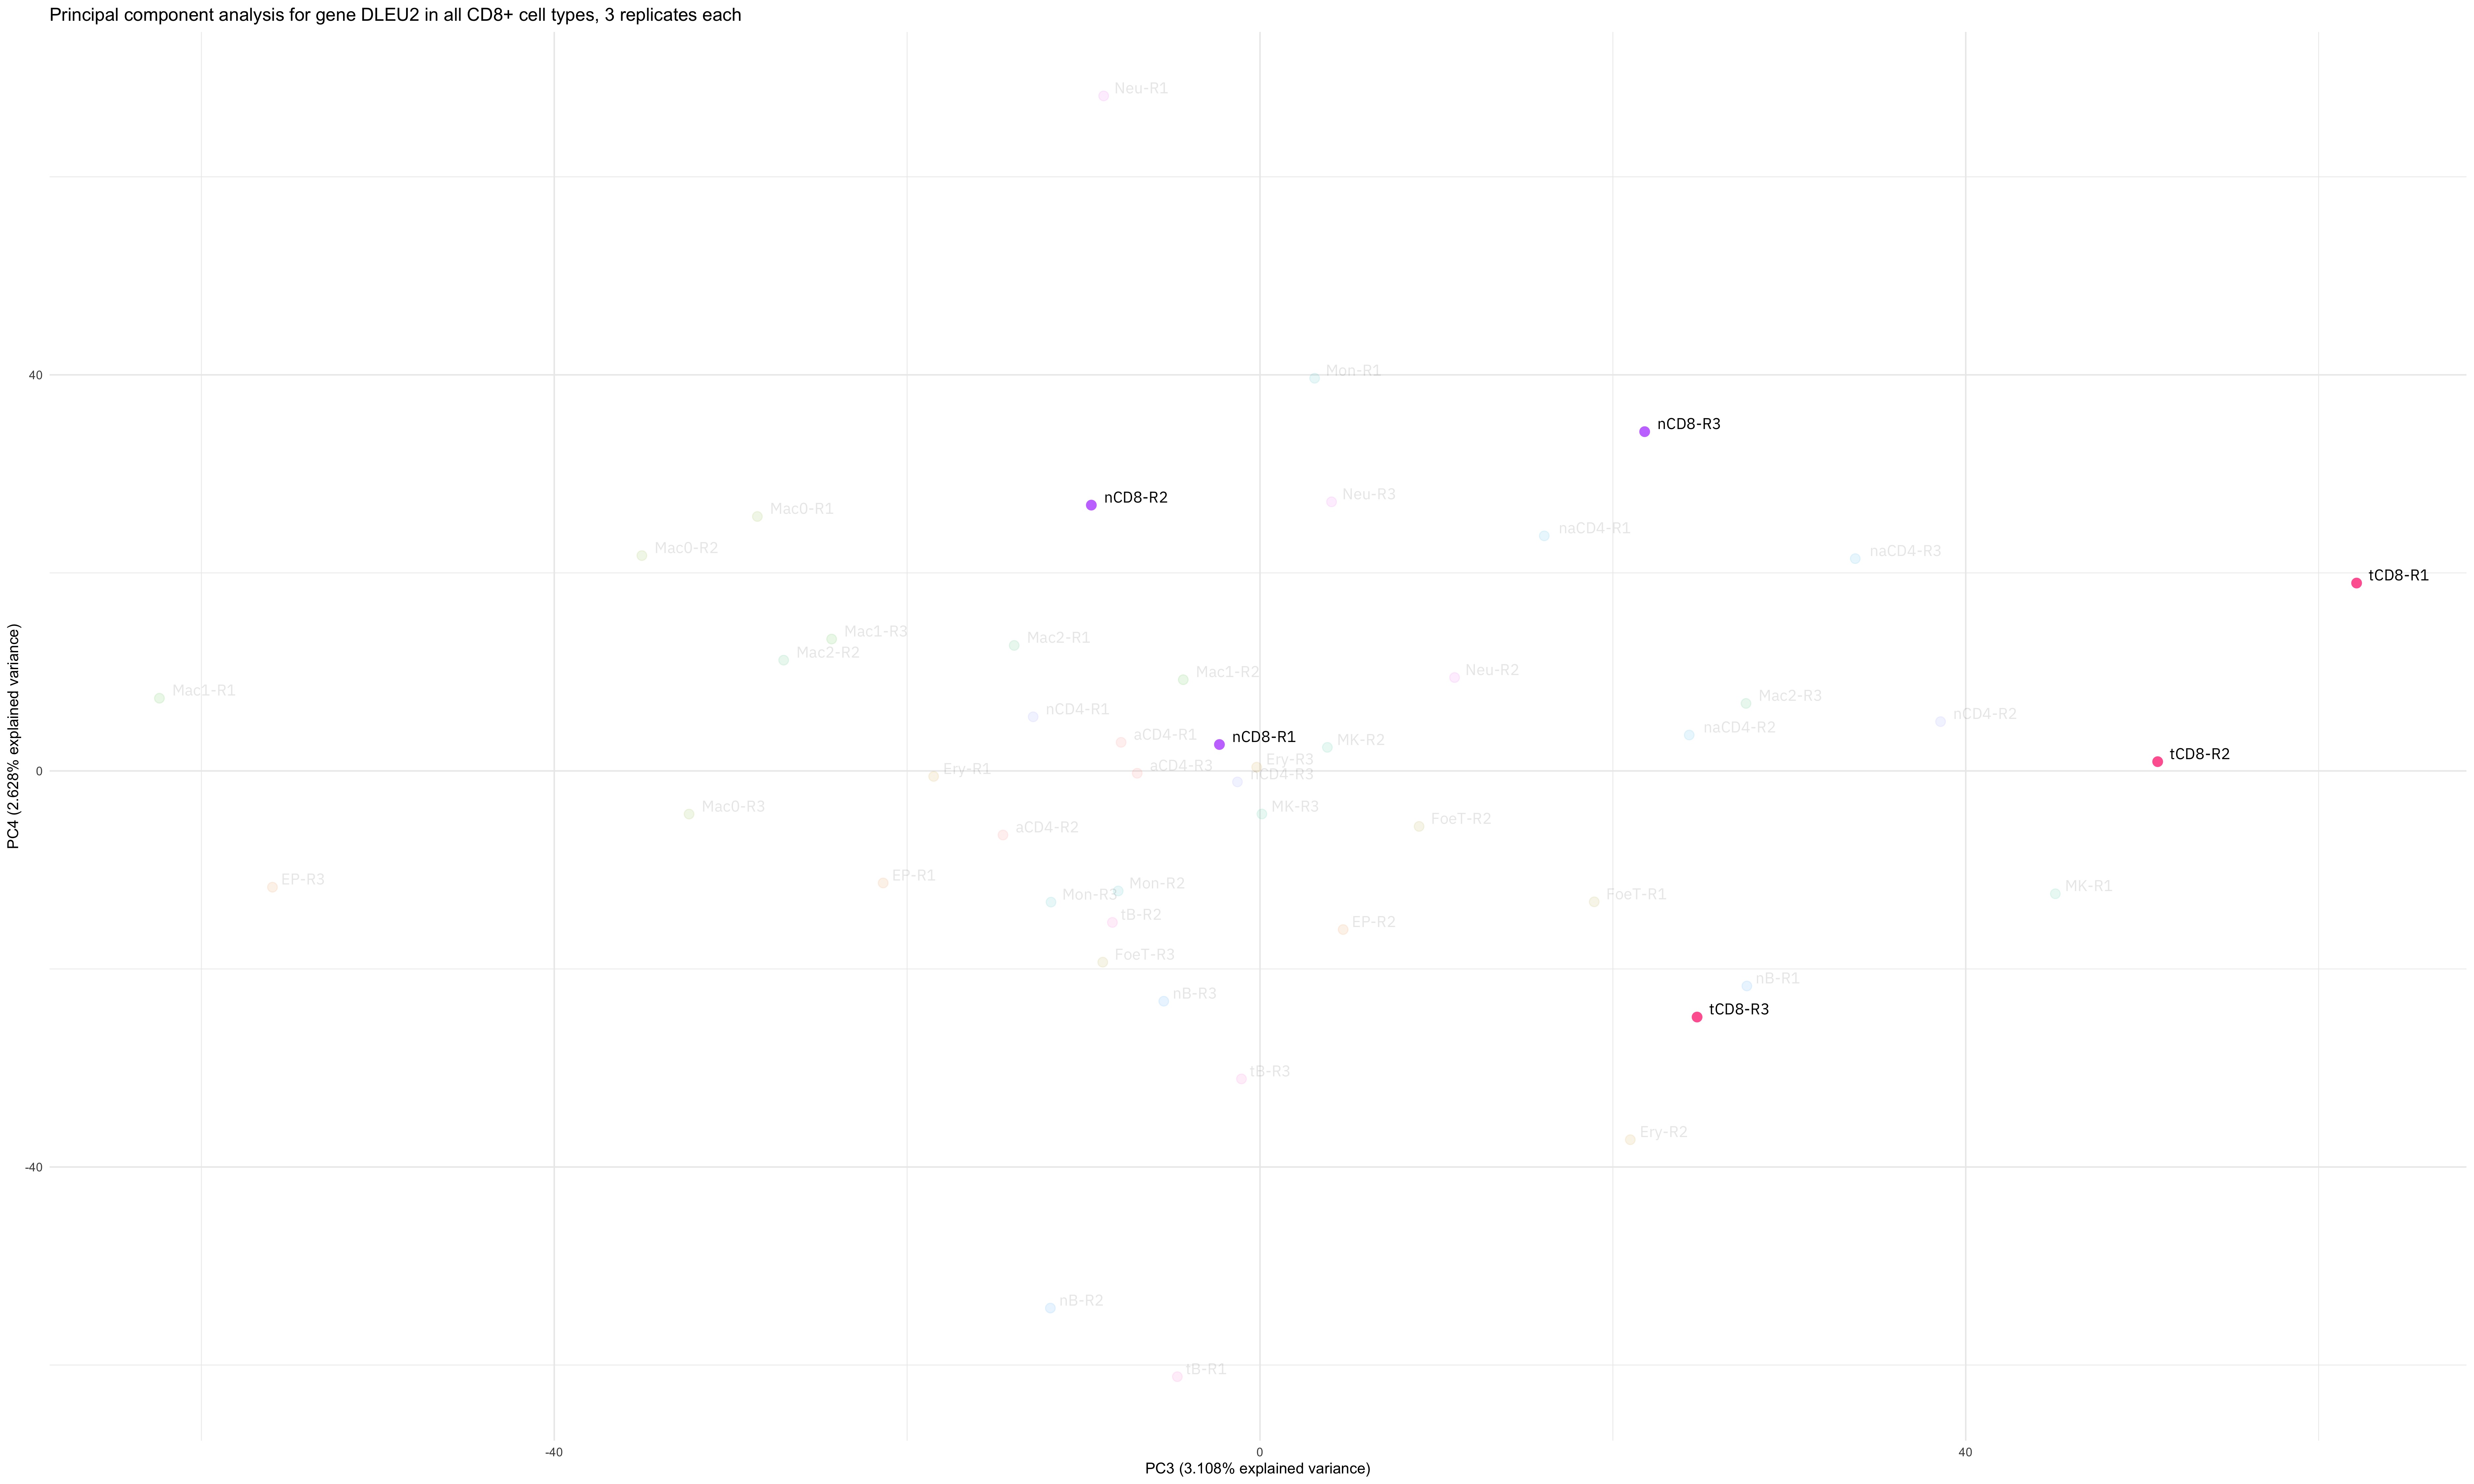 Principal component analysis for gene DLEU2 in all CD8+ cell types, 3 replicates each
Neu-R1
Mon-R1
nCD8-R3
nCD8-R2
Neu-R3
Mac0-R1
naCD4-R1
Mac0-R2
naCD4-R3
tCD8-R1
Mac1-R3
Mac2-R1
Mac2-R2
Mac1-R2
Neu-R2
Mac1-R1
Mac2-R3
nCD4-R1
nCD4-R2
naCD4-R2
aCD4-R1
nCD8-R1
MK-R2
tCD8-R2
Ery-R3
aCD4-R3
Ery-R1
nCD4-R3
Mac0-R3
MK-R3
FoeT-R2
aCD4-R2
EP-R3
EP-R1
Mon-R2
MK-R1
Mon-R3
FoeT-R1
tB-R2
EP-R2
FoeT-R3
nB-R1
nB-R3
tCD8-R3
tB-R3
Ery-R2
nB-R2
tB-R1
40
0
-40
PC4 (2.628% explained variance)
-40
0
40
PC3 (3.108% explained variance)